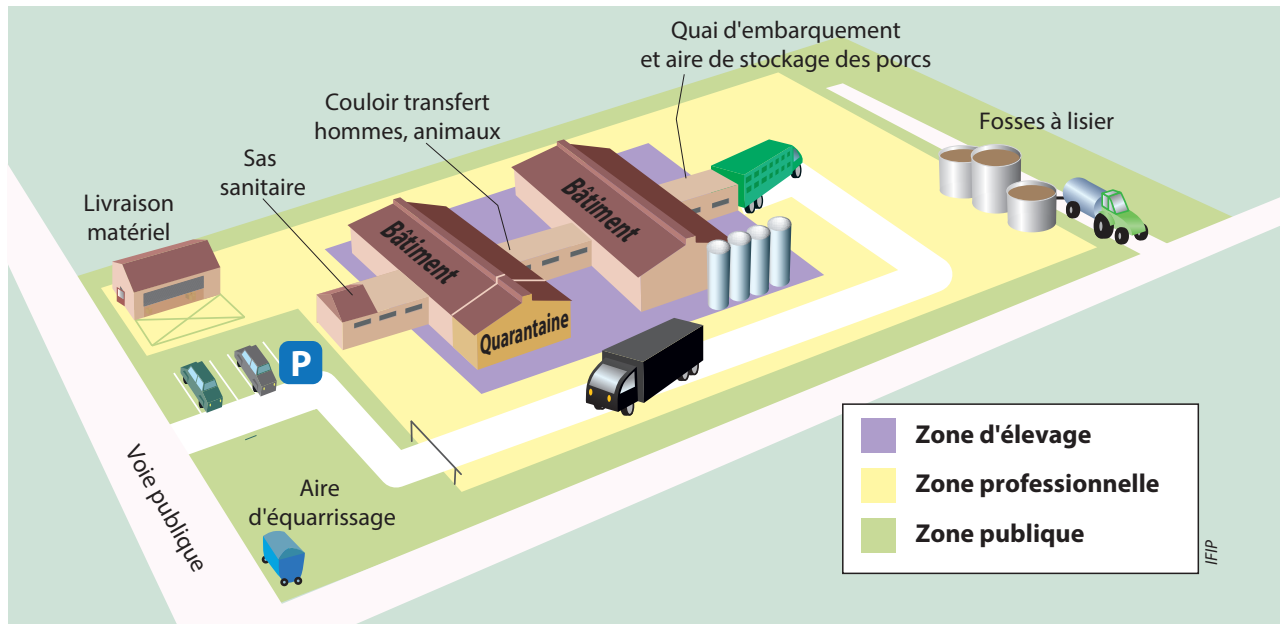 Quai d'embarquement
et aire de stockage des porcs
Couloir transfert
hommes, animaux
Fosses à lisier
Sas
sanitaire
Livraison
matériel
Bâtiment
Bâtiment
Quarantaine
P
Voie publique
Aire
d'équarrissage
Zone d'élevage
Zone professionnelle
Zone publique
IFIP